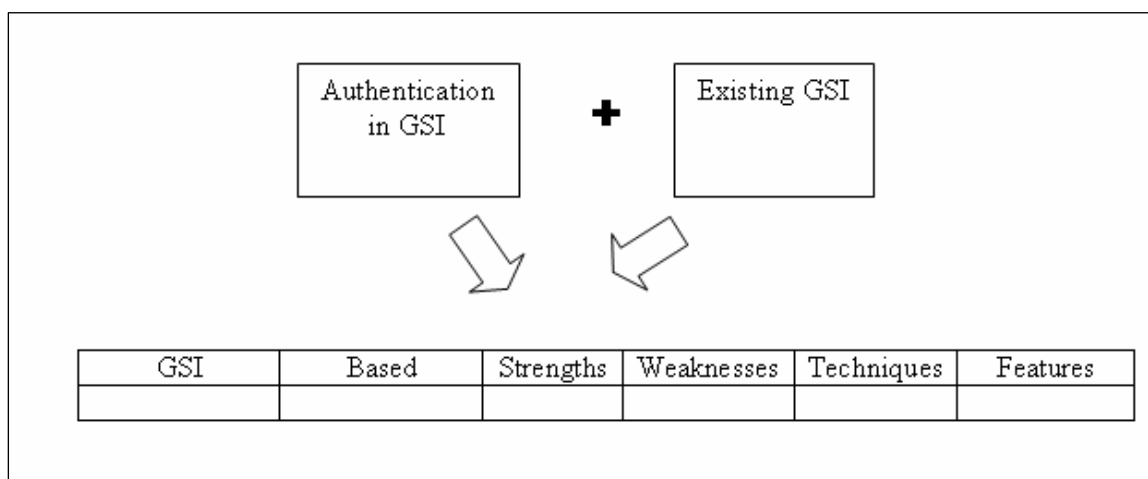 Authentication
in GSI
Existing GSI
GSI Based Strengths Weaknesses Techniques Features